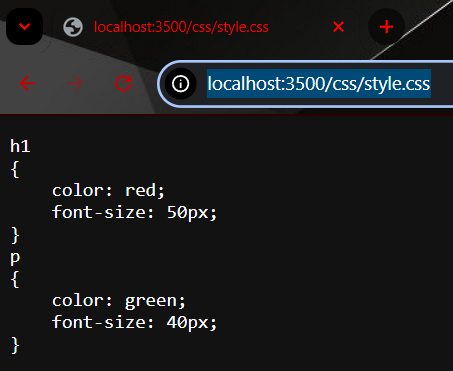 localhost:3500/css/style.css
localhost:3500/css/style.css
h1
{
    color: red;
    font-size: 50px;
}
p
{
    color: green;
    font-size: 40px;
}